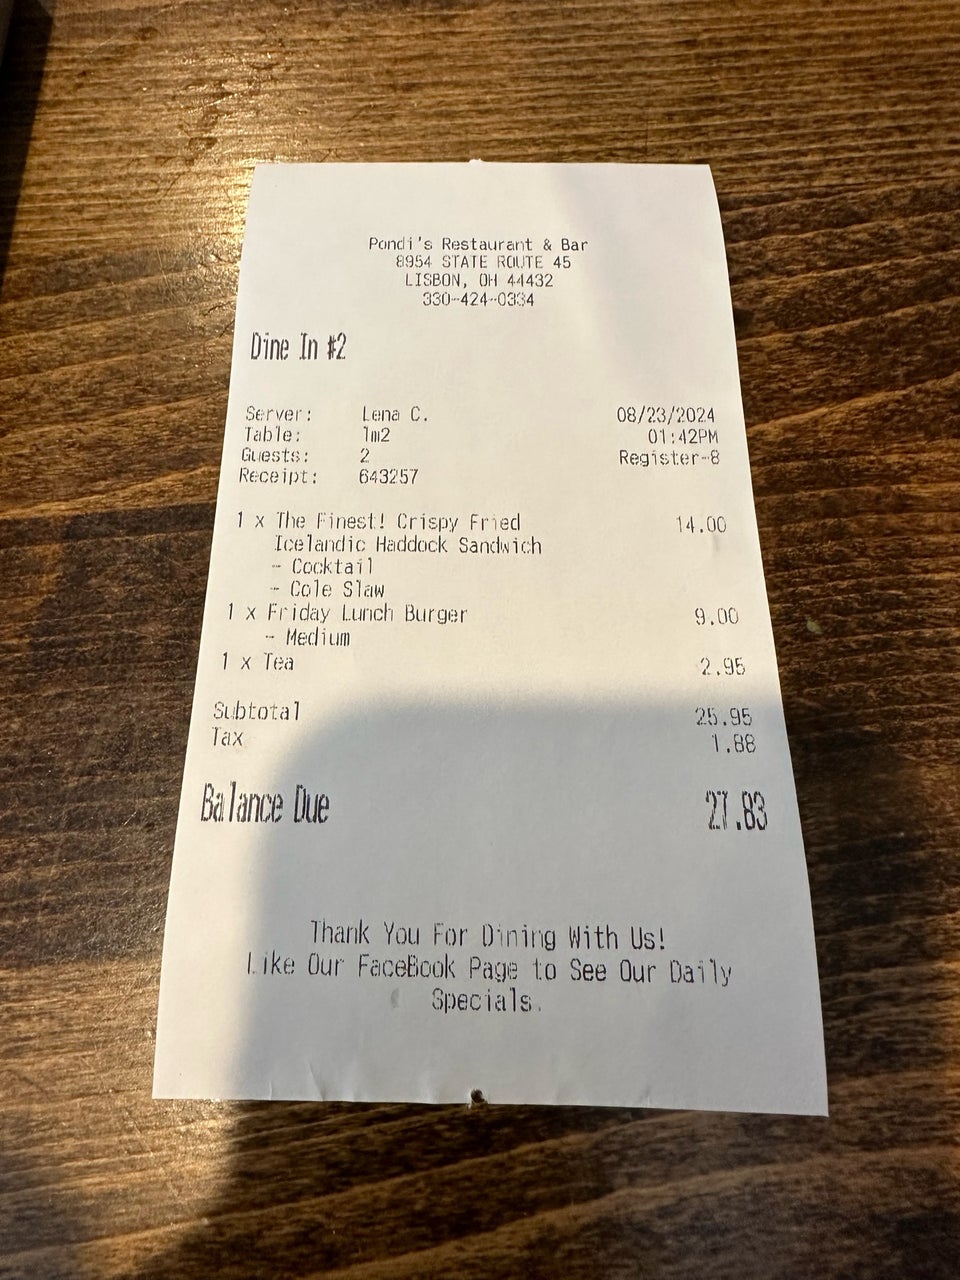 Pondi's Restaurant & Bar
8954 STATE ROUTE 45
LISBON, OH 44432
330-424-0334
Dine In #2
Server: Lena C. 08/23/2024
Table: 1m2 01:42PM
Guests: 2 Register-8
Receipt: 643257
1 x The Finest! Crispy Fried 14.00
Icelandic Haddock Sandwich
- Cocktail
- Cole Slaw
1 x Friday Lunch Burger 9.00
- Medium
1 x Tea 2.95
Subtotal 25.95
Tax 1.88
Balance Due 27.83
Thank You For Dining With Us!
Like Our FaceBook Page to See Our Daily
Specials.